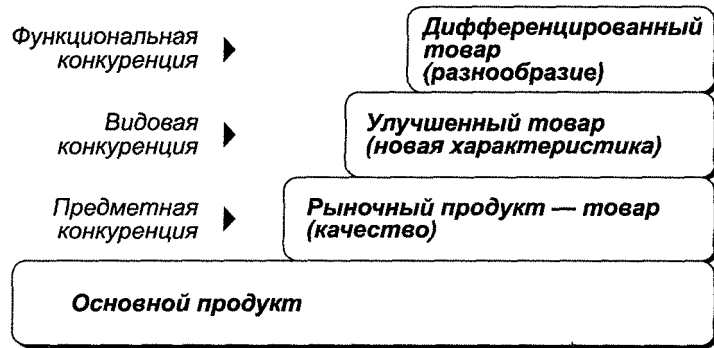 Функциональная
конкуренция
Дифференцированный
товар
(разнообразие)
Видовая
конкуренция
Улучшенный товар
(новая характеристика)
Предметная
конкуренция
Рыночный продукт — товар
(качество)
Основной продукт